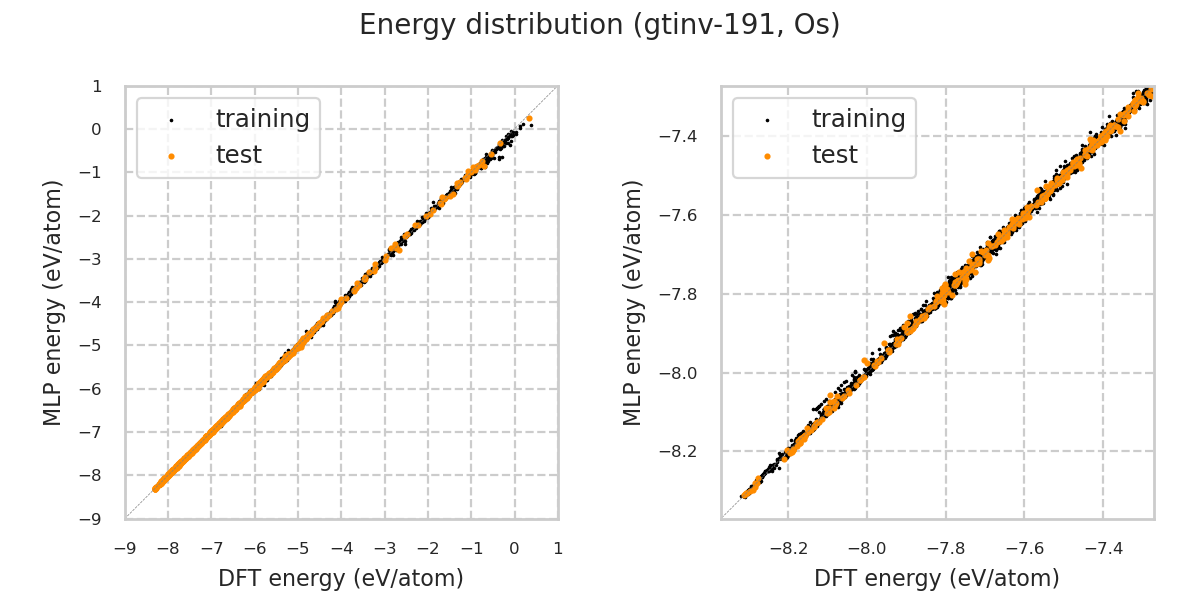 Energy distribution (gtinv-191, Os)
training
test
1
0
−1
−2
−3
−4
−5
−6
−7
−8
−9
MLP energy (eV/atom)
−9 −8 −7 −6 −5 −4 −3 −2 −1 0 1
DFT energy (eV/atom)
training
test
−7.4
−7.6
−7.8
−8.0
−8.2
MLP energy (eV/atom)
−8.2 −8.0 −7.8 −7.6 −7.4
DFT energy (eV/atom)